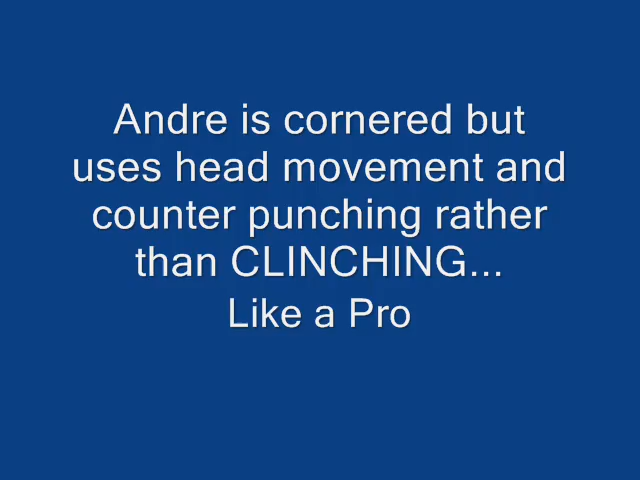 Andre is cornered but
uses head movement and
counter punching rather
than CLINCHING...
Like a Pro